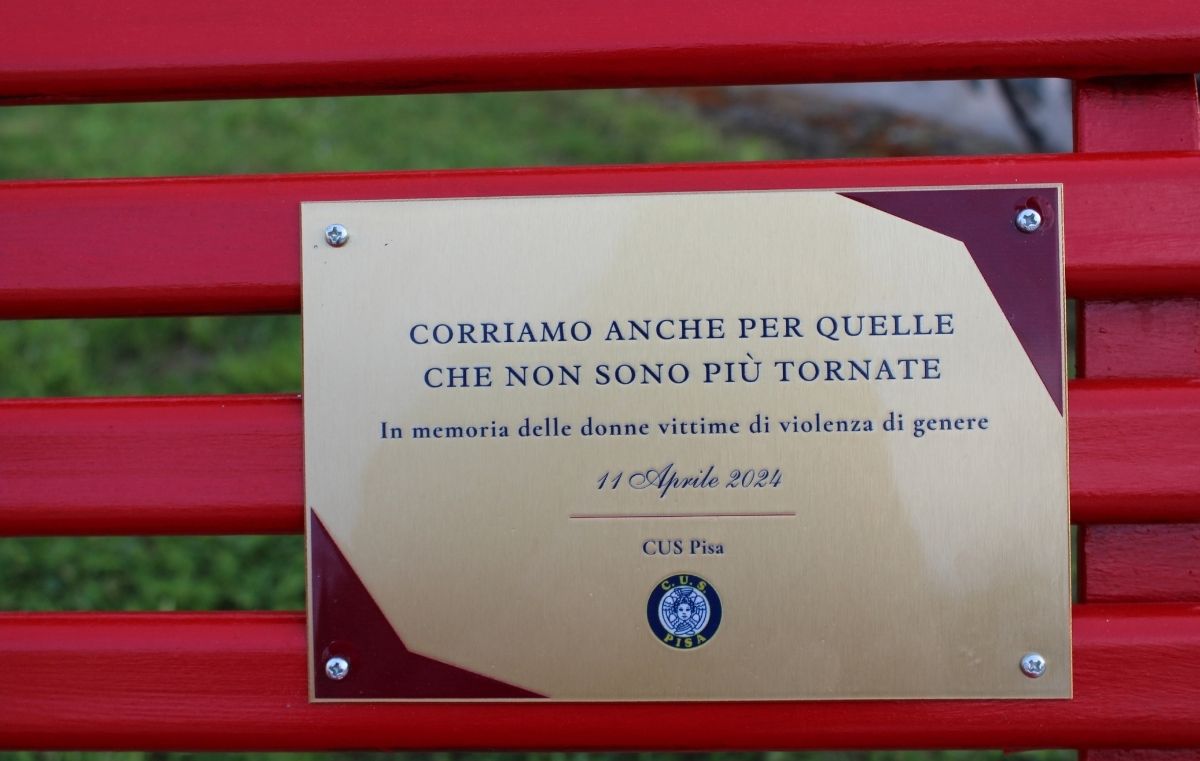 CORRIAMO ANCHE PER QUELLE
CHE NON SONO PIÙ TORNATE
In memoria delle donne vittime di violenza di genere
11 Aprile 2024
CUS Pisa
C.U.S.
PISA